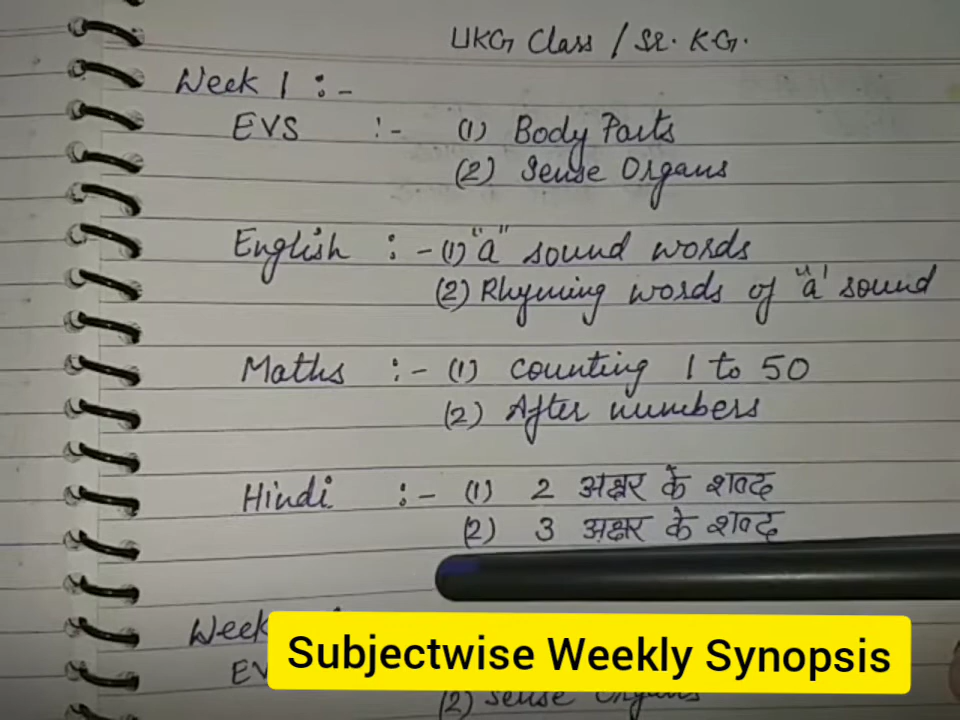 UKG Class / Sr. K.G.
Week 1 :-
EVS :- (1) Body Parts
(2) Sense Organs
English :- (1) "a" sound words
(2) Rhyming words of "a' sound
Maths :- (1) Counting 1 to 50
(2) After numbers
Hindi :- (1) 2 अक्षर के शब्द
(2) 3 अक्षर के शब्द
Week
EV
Subjectwise Weekly Synopsis
(2) Sense Organs